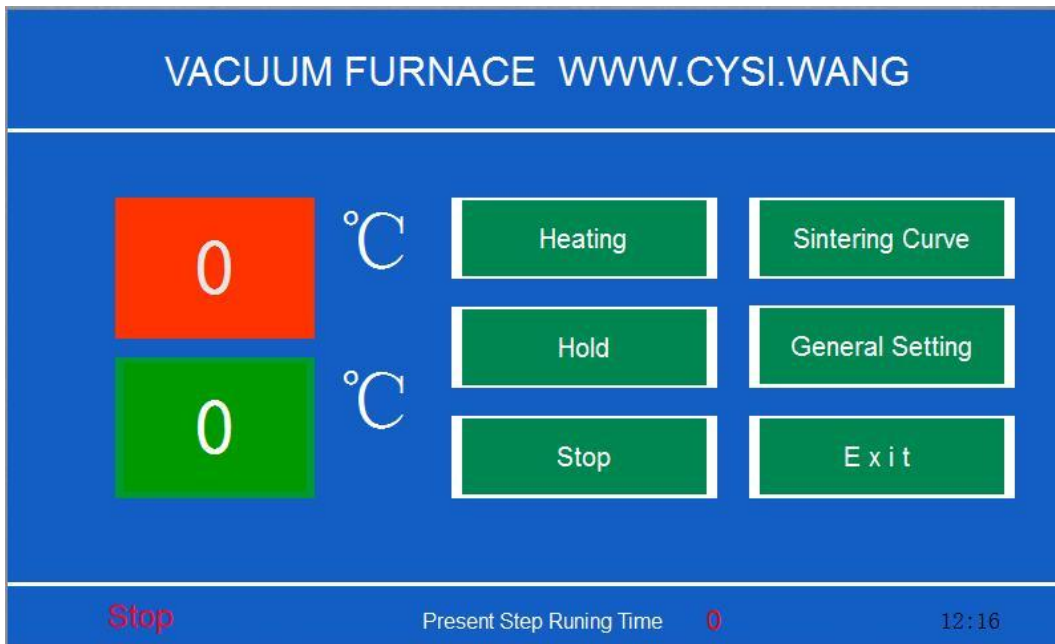 VACUUM FURNACE WWW.CYSI.WANG
0 ℃
0 ℃
Heating
Sintering Curve
Hold
General Setting
Stop
E x i t
Stop
Present Step Runing Time 0
12:16